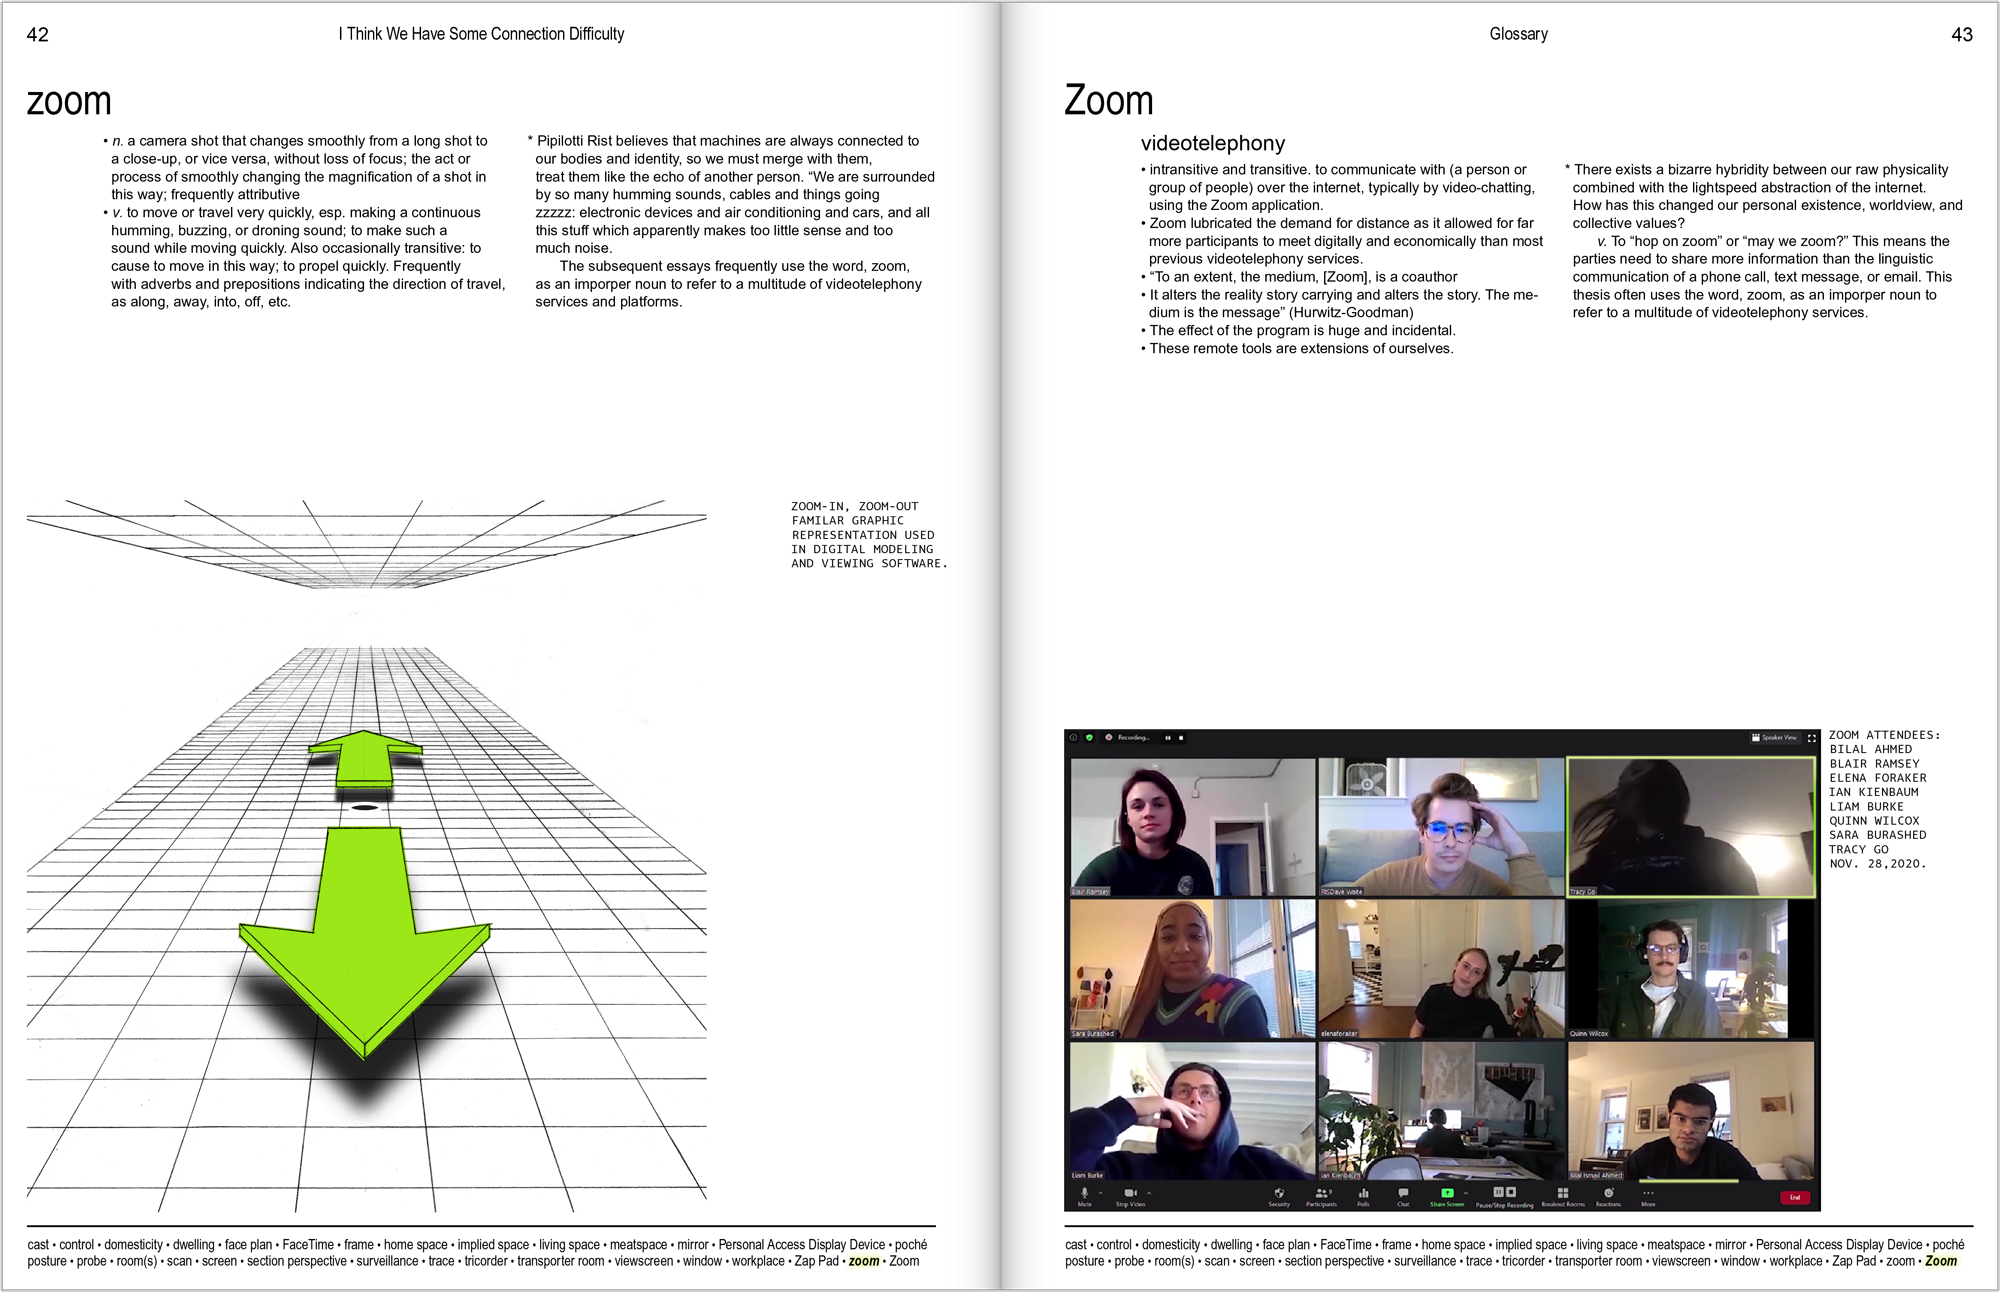 42
I Think We Have Some Connection Difficulty
zoom
• n. a camera shot that changes smoothly from a long shot to
a close-up, or vice versa, without loss of focus; the act or
process of smoothly changing the magnification of a shot in
this way; frequently attributive
• v. to move or travel very quickly, esp. making a continuous
humming, buzzing, or droning sound; to make such a
sound while moving quickly. Also occasionally transitive: to
cause to move in this way; to propel quickly. Frequently
with adverbs and prepositions indicating the direction of travel,
as along, away, into, off, etc.
* Pipilotti Rist believes that machines are always connected to
our bodies and identity, so we must merge with them,
treat them like the echo of another person. “We are surrounded
by so many humming sounds, cables and things going
zzzzz: electronic devices and air conditioning and cars, and all
this stuff which apparently makes too little sense and too
much noise.
The subsequent essays frequently use the word, zoom,
as an imporper noun to refer to a multitude of videotelephony
services and platforms.
ZOOM-IN, ZOOM-OUT
FAMILAR GRAPHIC
REPRESENTATION USED
IN DIGITAL MODELING
AND VIEWING SOFTWARE.
cast • control • domesticity • dwelling • face plan • FaceTime • frame • home space • implied space • living space • meatspace • mirror • Personal Access Display Device • poché
posture • probe • room(s) • scan • screen • section perspective • surveillance • trace • tricorder • transporter room • viewscreen • window • workplace • Zap Pad • zoom • Zoom
Glossary
43
Zoom
videotelephony
• intransitive and transitive. to communicate with (a person or
group of people) over the internet, typically by video-chatting,
using the Zoom application.
• Zoom lubricated the demand for distance as it allowed for far
more participants to meet digitally and economically than most
previous videotelephony services.
• “To an extent, the medium, [Zoom], is a coauthor
• It alters the reality story carrying and alters the story. The me-
dium is the message” (Hurwitz-Goodman)
• The effect of the program is huge and incidental.
• These remote tools are extensions of ourselves.
* There exists a bizarre hybridity between our raw physicality
combined with the lightspeed abstraction of the internet.
How has this changed our personal existence, worldview, and
collective values?
v. To “hop on zoom” or “may we zoom?” This means the
parties need to share more information than the linguistic
communication of a phone call, text message, or email. This
thesis often uses the word, zoom, as an imporper noun to
refer to a multitude of videotelephony services.
Recording...
Speaker View
Blair Ramsey
RISDave Waite
Tracy Go
Sara Burashed
elenaforaker
Quinn Wilcox
Liam Burke
Ian Kienbaum
Bilal Ismail Ahmed
Mute
Stop Video
Security
Participants
9
Polls
Chat
Share Screen
Pause/Stop Recording
Breakout Rooms
Reactions
More
End
ZOOM ATTENDEES:
BILAL AHMED
BLAIR RAMSEY
ELENA FORAKER
IAN KIENBAUM
LIAM BURKE
QUINN WILCOX
SARA BURASHED
TRACY GO
NOV. 28,2020.
cast • control • domesticity • dwelling • face plan • FaceTime • frame • home space • implied space • living space • meatspace • mirror • Personal Access Display Device • poché
posture • probe • room(s) • scan • screen • section perspective • surveillance • trace • tricorder • transporter room • viewscreen • window • workplace • Zap Pad • zoom • Zoom